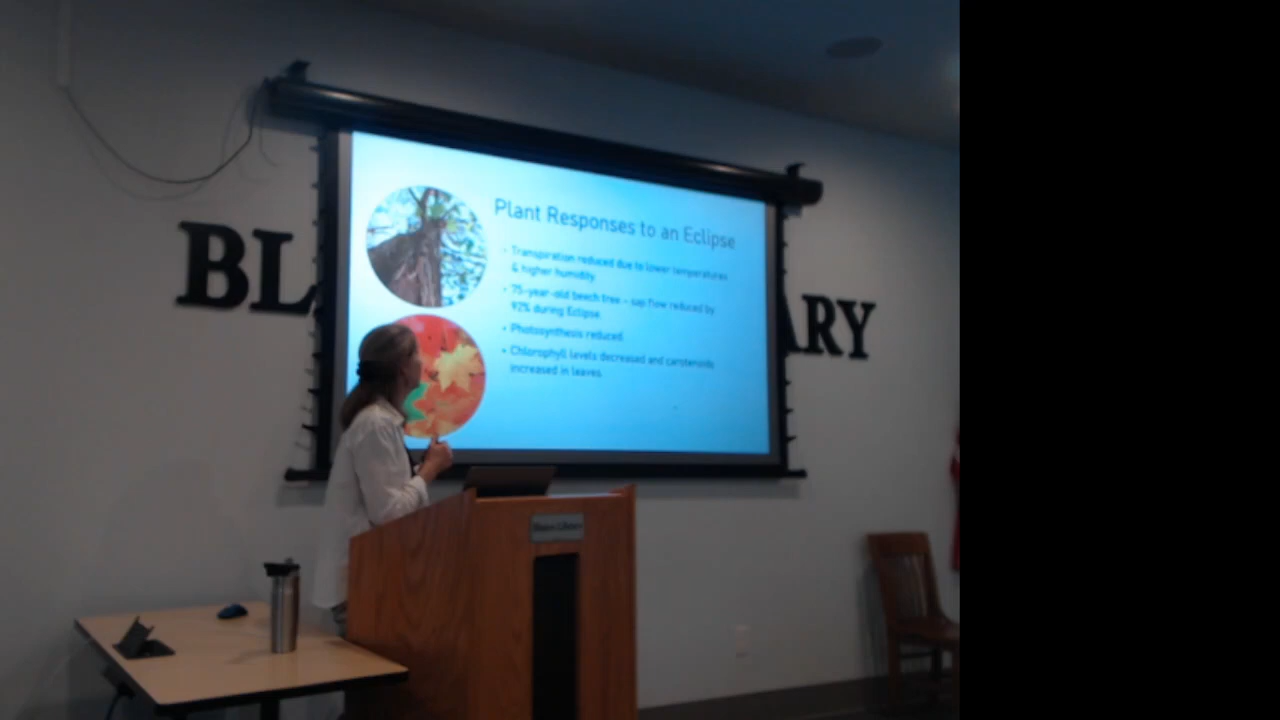 Plant Responses to an Eclipse
• Transpiration reduced due to lower temperatures
& higher humidity.
• 75-year-old beech tree – sap flow reduced by
92% during Eclipse
• Photosynthesis reduced
• Chlorophyll levels decreased and carotenoids
increased in leaves.
BL
ARY
Library